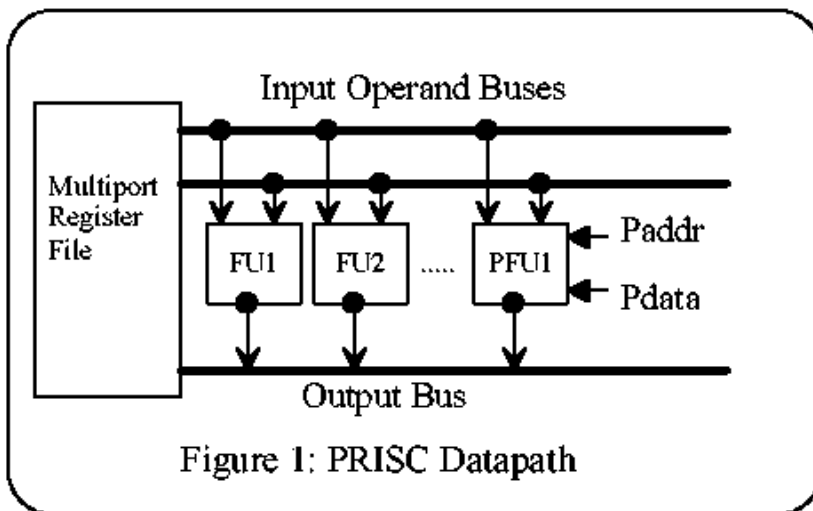 Input Operand Buses
Multiport
Register
File
FU1
FU2
.....
PFU1
Paddr
Pdata
Output Bus
Figure 1: PRISC Datapath